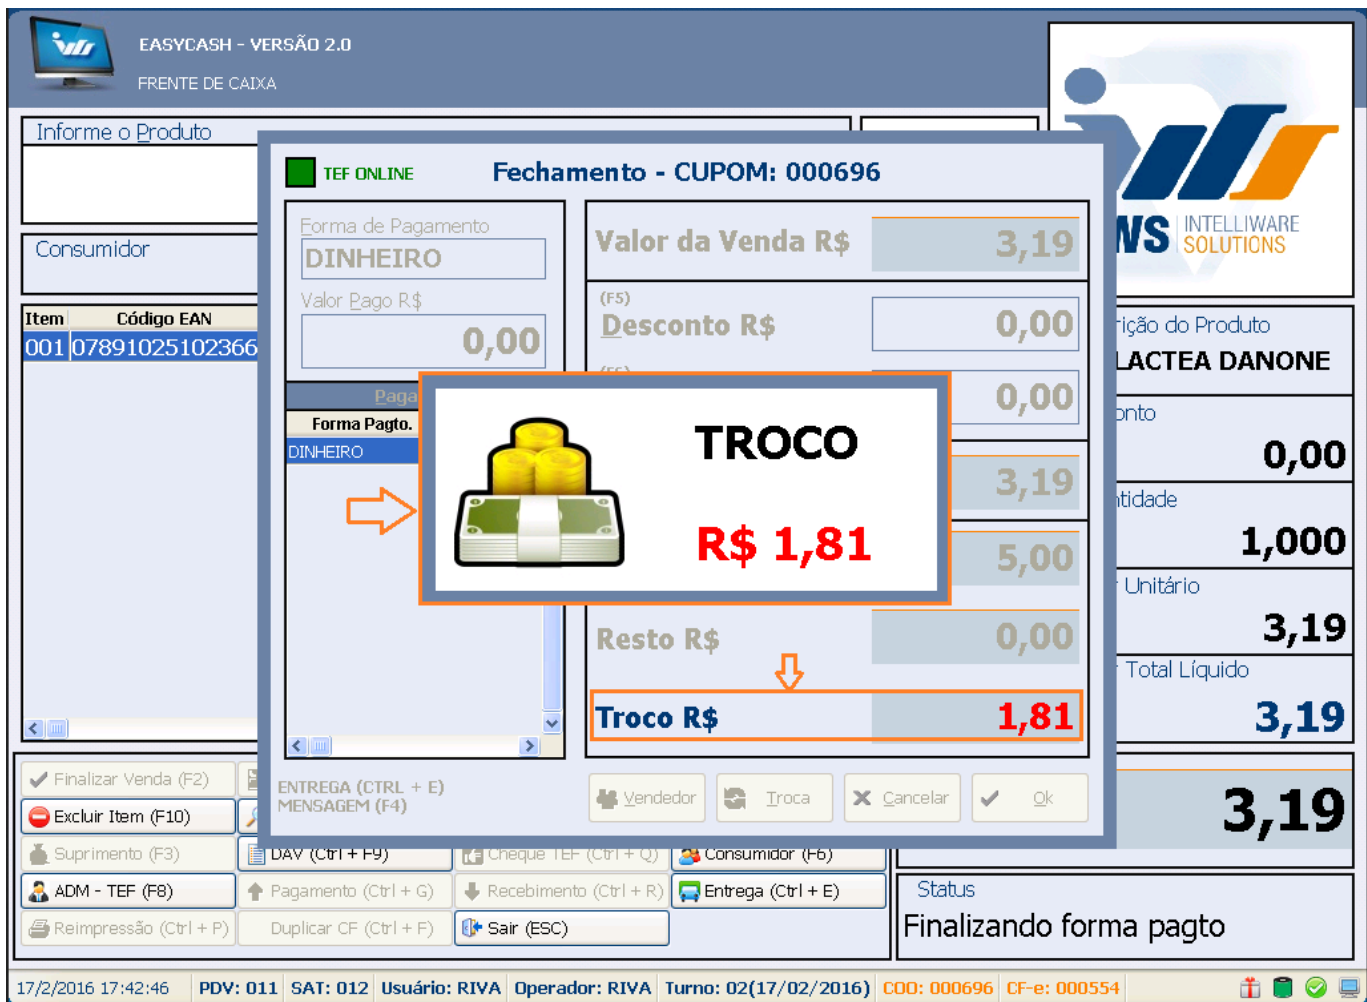 EASYCASH - VERSÃO 2.0
FRENTE DE CAIXA
Informe o Produto
Consumidor
Item Código EAN
001 07891025102366
TEF ONLINE
Fechamento - CUPOM: 000696
Forma de Pagamento
DINHEIRO
Valor Pago R$
0,00
Forma Pagto.
DINHEIRO
Valor da Venda R$ 3,19
(F5)
Desconto R$ 0,00
0,00
3,19
5,00
Resto R$ 0,00
Troco R$ 1,81
TROCO
R$ 1,81
ENTREGA (CTRL + E)
MENSAGEM (F4)
Vendedor
Troca
Cancelar
Ok
INTELLIWARE
SOLUTIONS
Produto
LACTEA DANONE
0,00
1,000
Unitário
3,19
Total Líquido
3,19
3,19
Finalizar Venda (F2)
Excluir Item (F10)
Suprimento (F3) DAV (Ctrl + F9) Cheque TEF (Ctrl + Q) Consumidor (F6)
ADM - TEF (F8) Pagamento (Ctrl + G) Recebimento (Ctrl + R) Entrega (Ctrl + E)
Reimpressão (Ctrl + P) Duplicar CF (Ctrl + F) Sair (ESC)
Status
Finalizando forma pagto
17/2/2016 17:42:46 PDV: 011 SAT: 012 Usuário: RIVA Operador: RIVA Turno: 02(17/02/2016) COO: 000696 CF-e: 000554